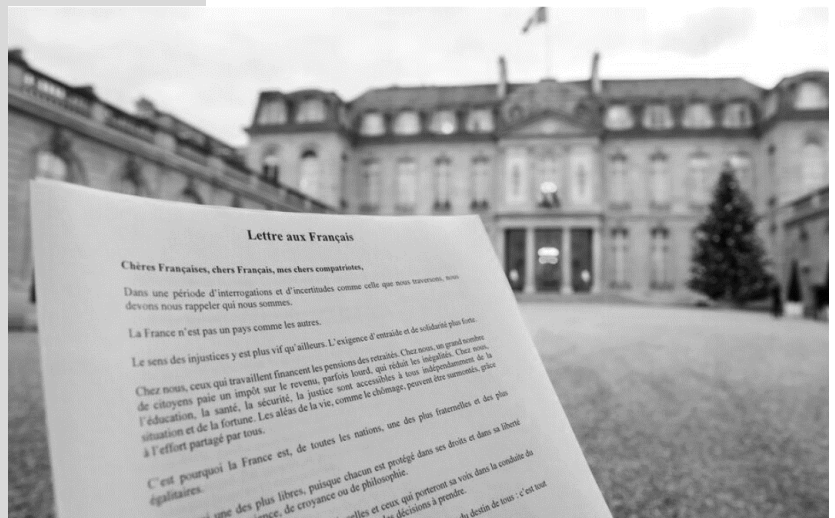 Lettre aux Français
Chères Françaises, chers Français, mes chers compatriotes,
Dans une période d'interrogations et d'incertitudes comme celle que nous traversons, nous
devons nous rappeler qui nous sommes.
La France n'est pas un pays comme les autres.
Le sens des injustices y est plus vif qu'ailleurs. L'exigence d'entraide et de solidarité plus forte.
Chez nous, ceux qui travaillent financent les pensions des retraités. Chez nous, un grand nombre
de citoyens paie un impôt sur le revenu, parfois lourd, qui réduit les inégalités. Chez nous,
l'éducation, la santé, la sécurité, la justice sont accessibles à tous indépendamment de la
situation et de la fortune. Les aléas de la vie, comme le chômage, peuvent être surmontés, grâce
à l'effort partagé par tous.
C'est pourquoi la France est, de toutes les nations, une des plus fraternelles et des plus
égalitaires.
une des plus libres, puisque chacun est protégé dans ses droits et dans sa liberté
de croyance ou de philosophie.
et ceux qui porteront sa voix dans la conduite du
décisions à prendre.
du destin de tous : c'est tout